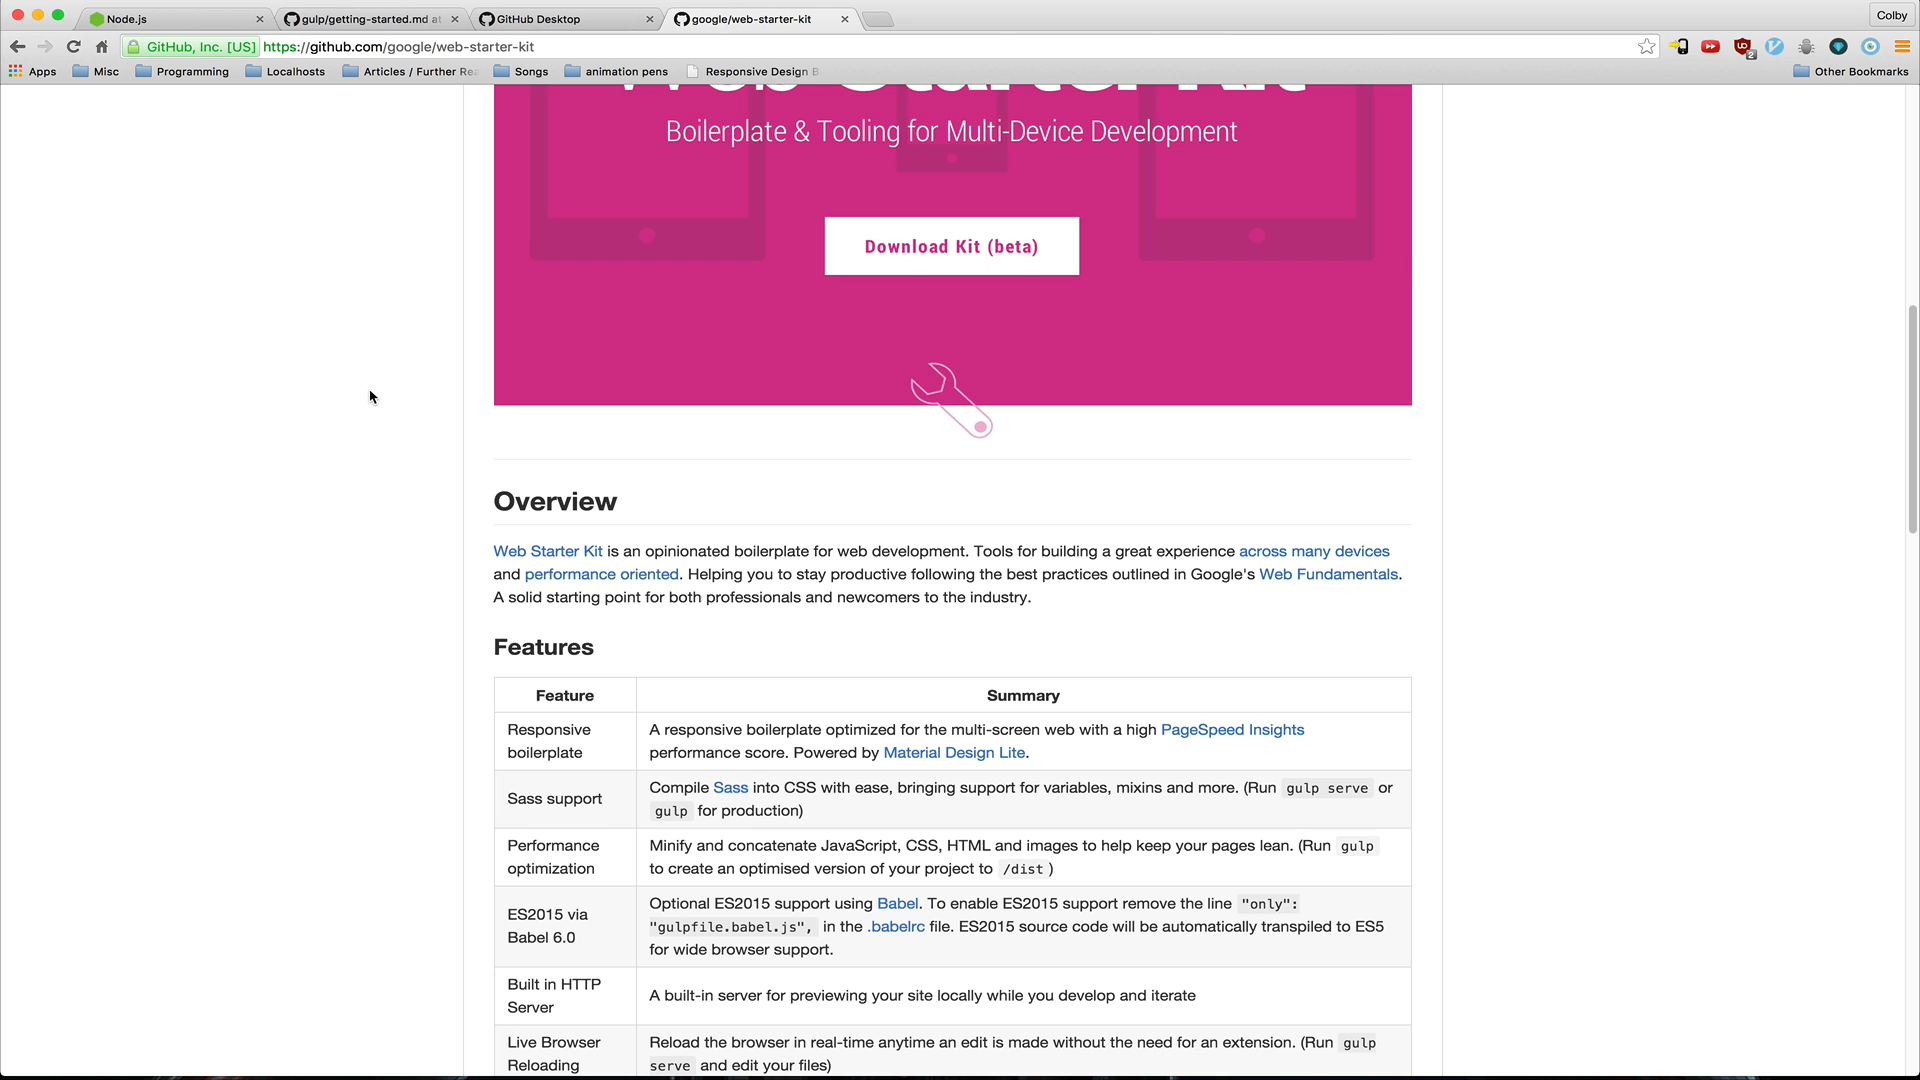 Node.js
gulp/getting-started.md at
GitHub Desktop
google/web-starter-kit
Colby
GitHub, Inc. [US] https://github.com/google/web-starter-kit
Apps Misc Programming Localhosts Articles / Further Re Songs animation pens Responsive Design B Other Bookmarks
Web Starter Kit
Boilerplate & Tooling for Multi-Device Development
Download Kit (beta)
Overview
Web Starter Kit is an opinionated boilerplate for web development. Tools for building a great experience across many devices
and performance oriented. Helping you to stay productive following the best practices outlined in Google's Web Fundamentals.
A solid starting point for both professionals and newcomers to the industry.
Features
Feature Summary
Responsive
boilerplate
A responsive boilerplate optimized for the multi-screen web with a high PageSpeed Insights
performance score. Powered by Material Design Lite.
Sass support
Compile Sass into CSS with ease, bringing support for variables, mixins and more. (Run gulp serve or
gulp for production)
Performance
optimization
Minify and concatenate JavaScript, CSS, HTML and images to help keep your pages lean. (Run gulp
to create an optimised version of your project to /dist )
ES2015 via
Babel 6.0
Optional ES2015 support using Babel. To enable ES2015 support remove the line "only":
"gulpfile.babel.js", in the .babelrc file. ES2015 source code will be automatically transpiled to ES5
for wide browser support.
Built in HTTP
Server
A built-in server for previewing your site locally while you develop and iterate
Live Browser
Reloading
Reload the browser in real-time anytime an edit is made without the need for an extension. (Run gulp
serve and edit your files)